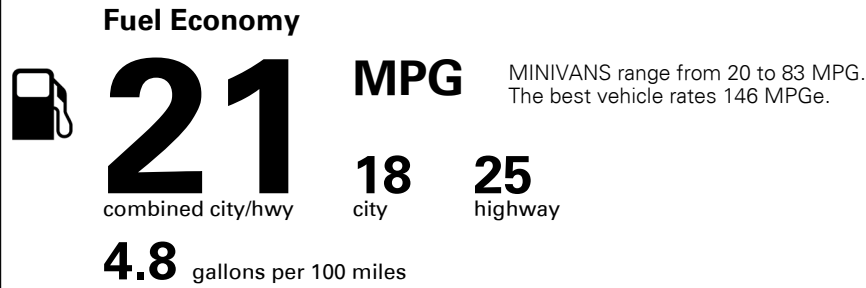 Fuel Economy
21
MPG
MINIVANS range from 20 to 83 MPG.
The best vehicle rates 146 MPGe.
18
25
combined city/hwy
city
highway
4.8 gallons per 100 miles